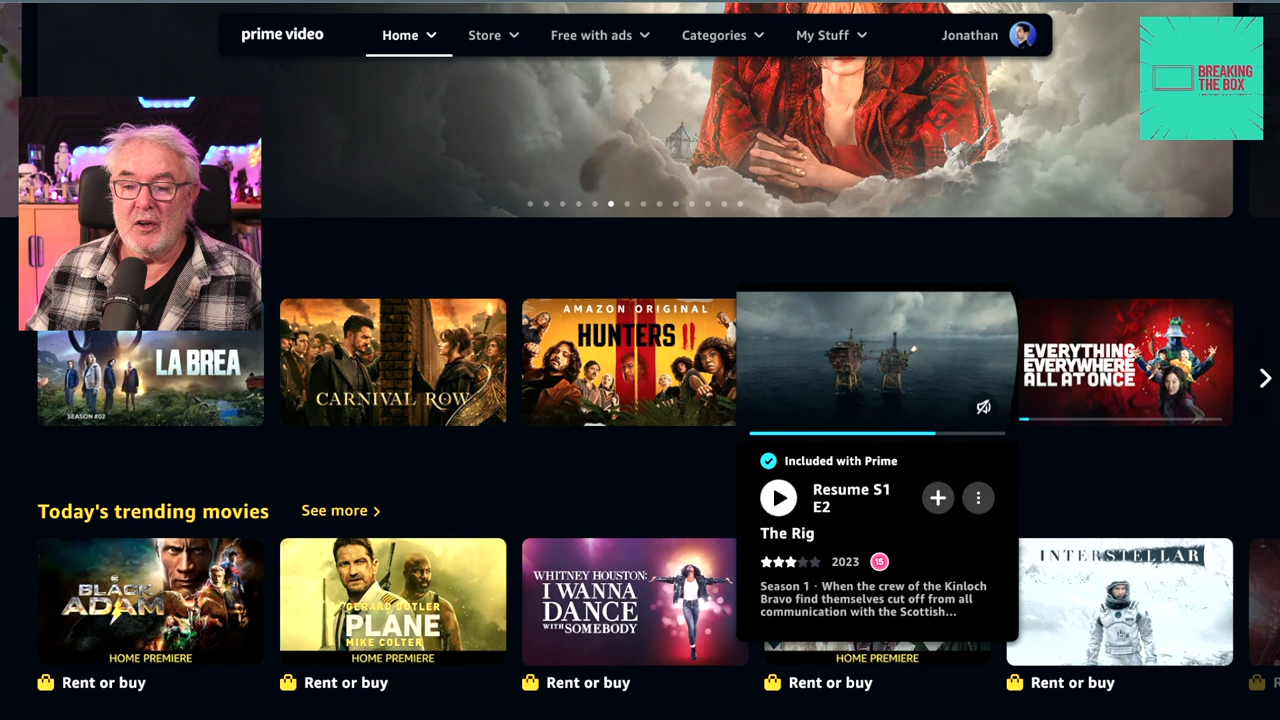 prime video
Home
Store
Free with ads
Categories
My Stuff
Jonathan
BREAKING
THE BOX
LA BREA
SEASON #02
CARNIVAL ROW
AMAZON ORIGINAL
HUNTERS II
EVERYTHING
EVERYWHERE
ALL AT ONCE
Included with Prime
Resume S1
E2
The Rig
2023
15
Season 1 · When the crew of the Kinloch
Bravo find themselves cut off from all
communication with the Scottish...
Today's trending movies
See more
DC
BLACK
ADAM
HOME PREMIERE
GERARD BUTLER
PLANE
MIKE COLTER
HOME PREMIERE
WHITNEY HOUSTON:
I WANNA
DANCE
WITH SOMEBODY
HOME PREMIERE
INTERSTELLAR
Rent or buy
Rent or buy
Rent or buy
Rent or buy
Rent or buy